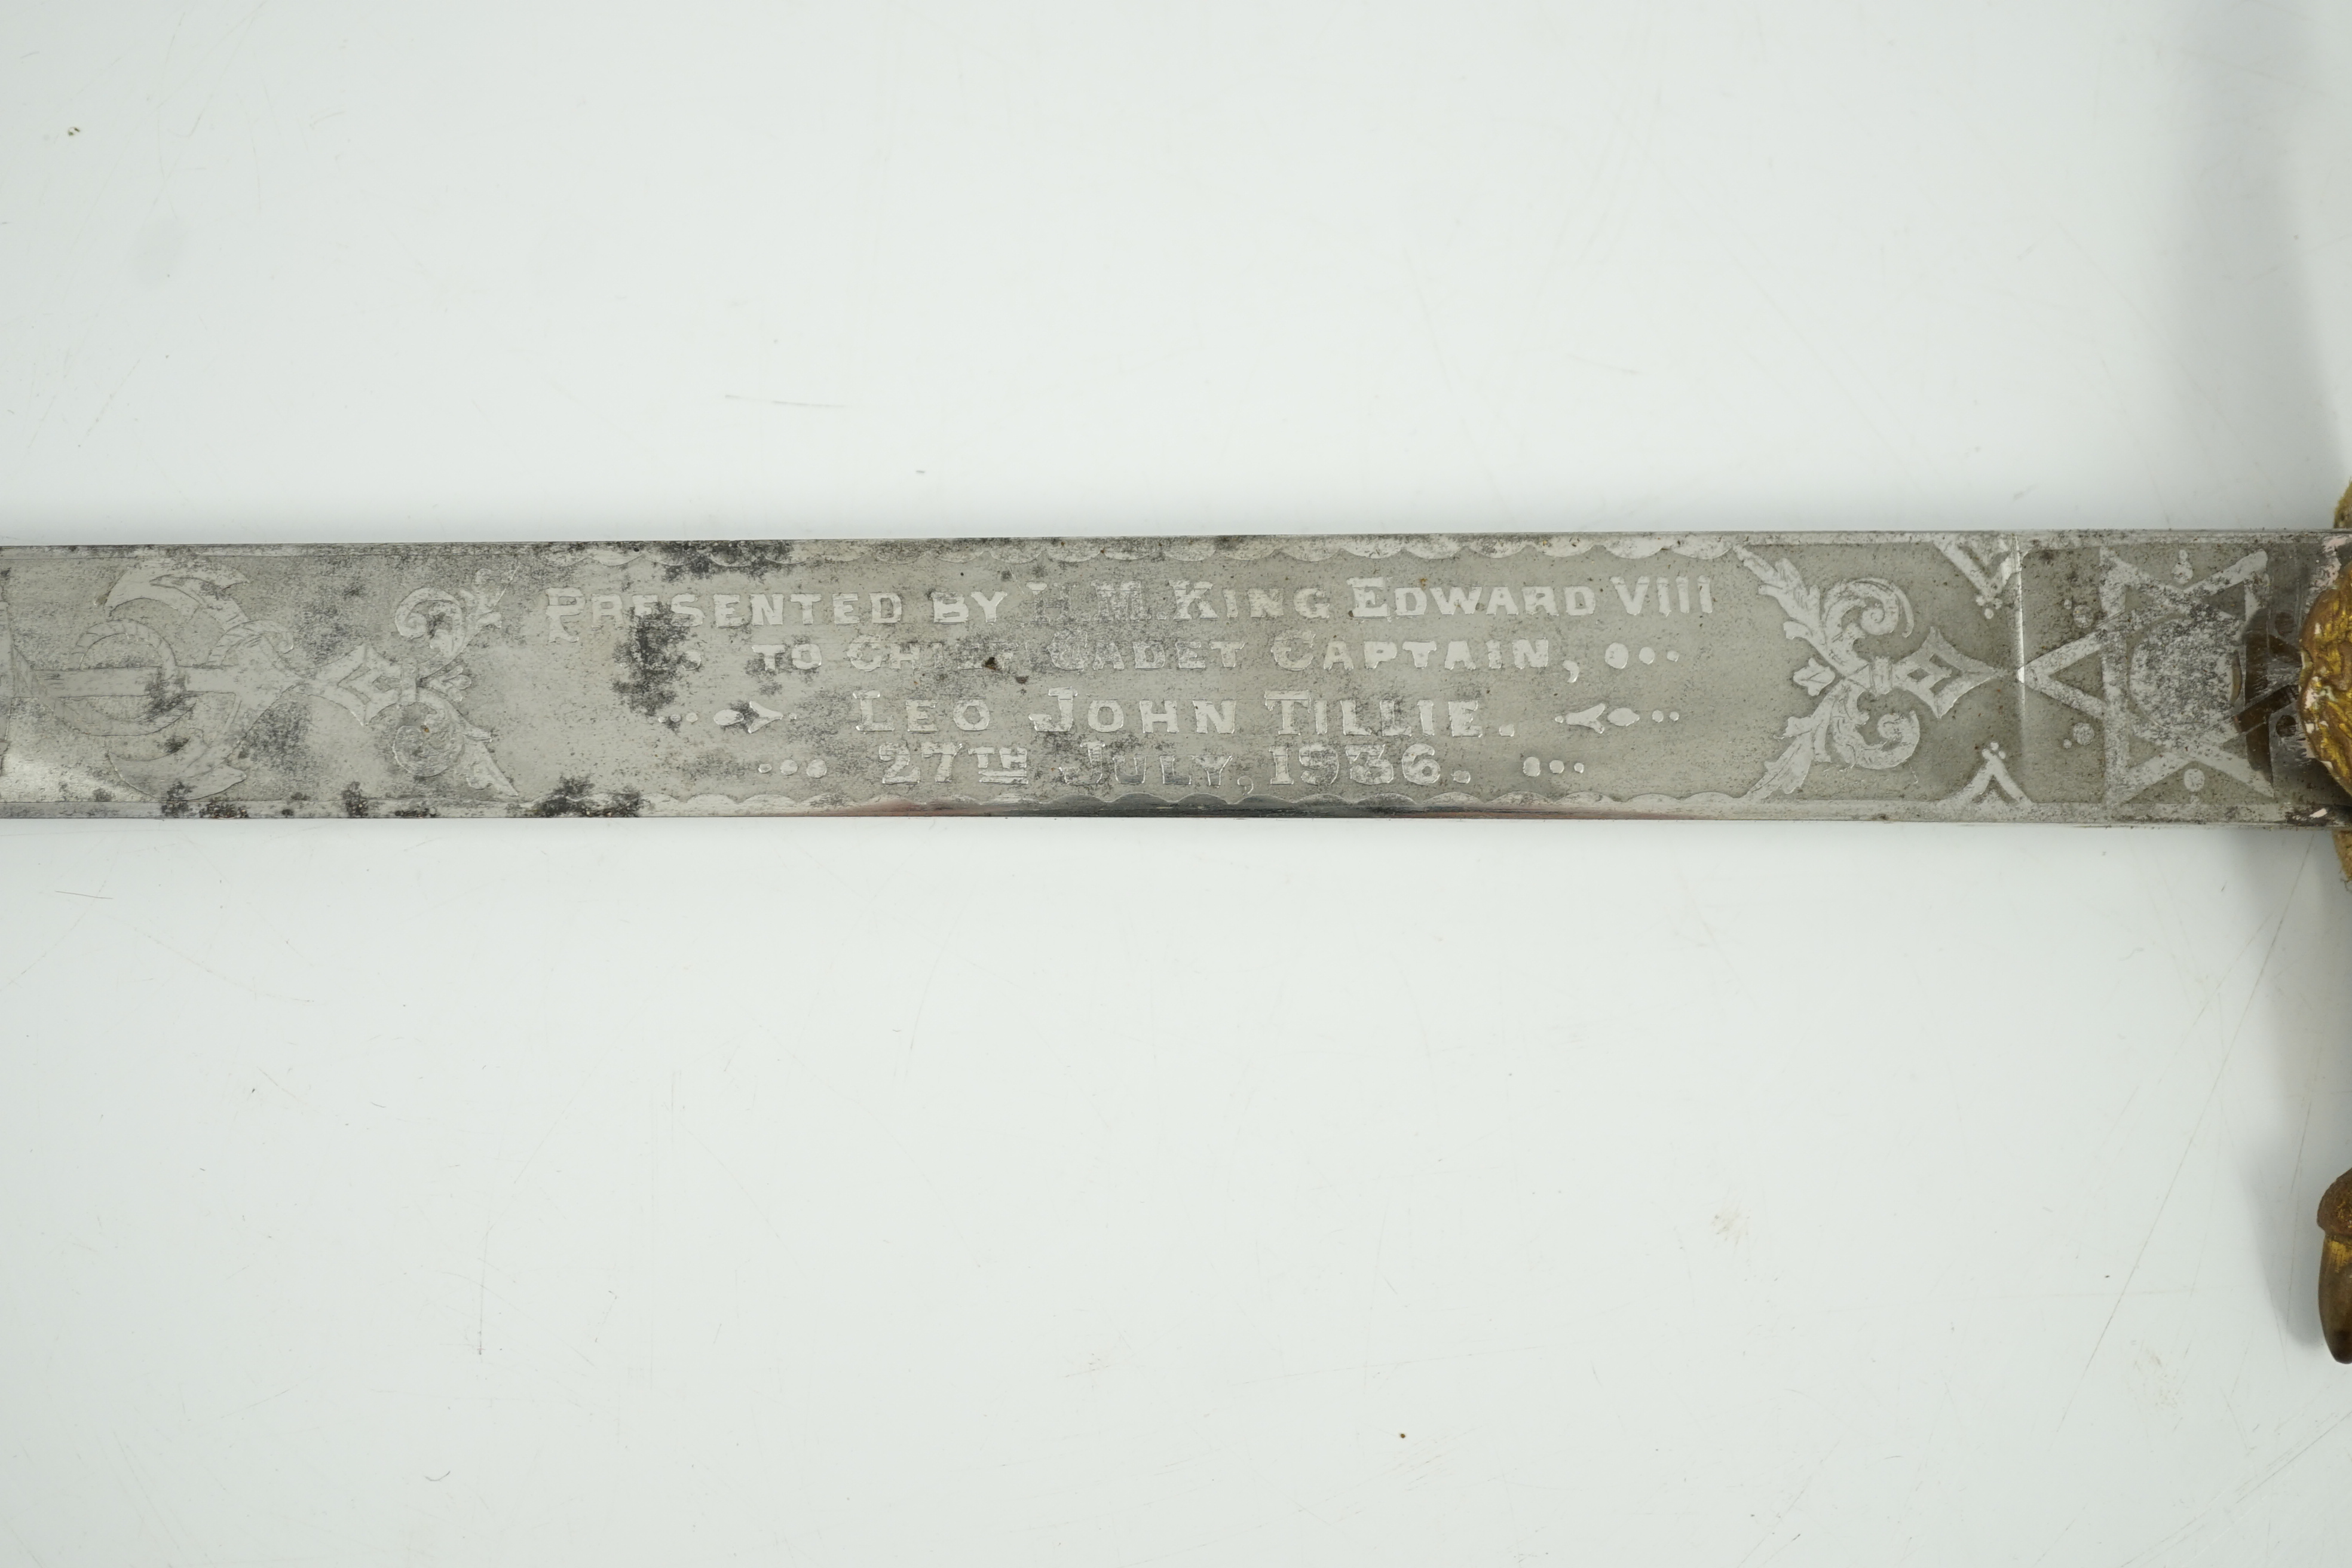 PRESENTED BY H.M. KING EDWARD VIII
TO CHIEF CADET CAPTAIN,
LEO JOHN TILLIE.
27TH JULY, 1936.